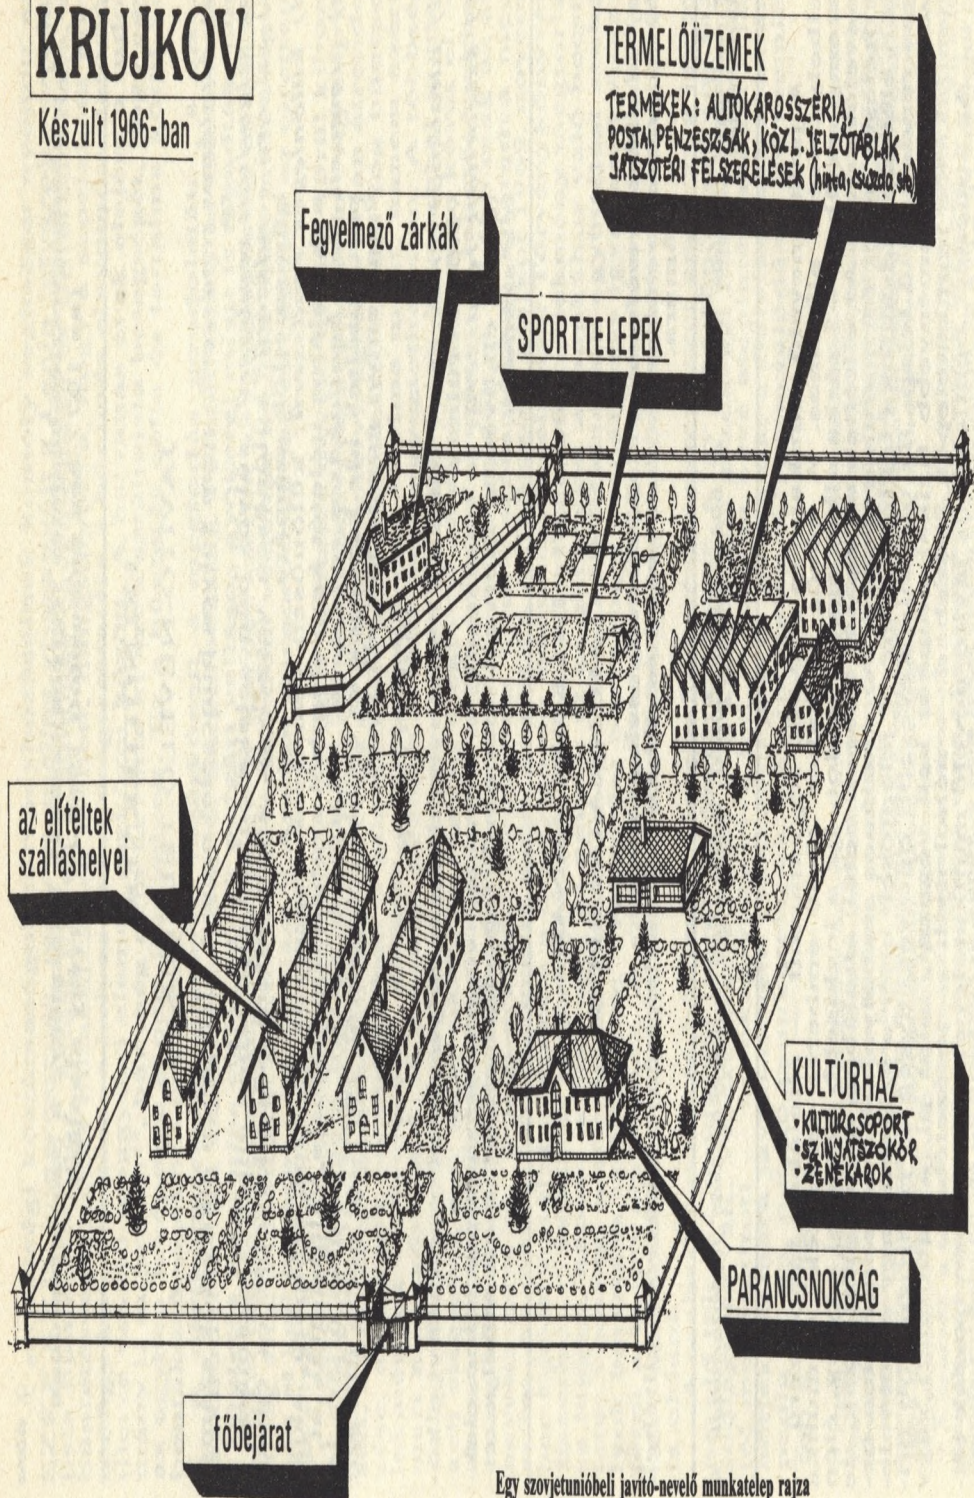 KRUJKOV
Készült 1966-ban
TERMELŐÜZEMEK
TERMÉKEK: AUTÓKAROSSZÉRIA,
POSTAI PÉNZESZSÁK, KÖZL. JELZŐTÁBLÁK
JÁTSZÓTÉRI FELSZERELÉSEK (hinta, csúszda, stb)
Fegyelmező zárkák
SPORTTELEPEK
az elítéltek
szálláshelyei
KULTÚRHÁZ
• KULTURCSOPORT
• SZÍNJÁTSZÓKÖR
• ZENEKAROK
PARANCSNOKSÁG
főbejárat
Egy szovjetunióbeli javító-nevelő munkatelep rajza